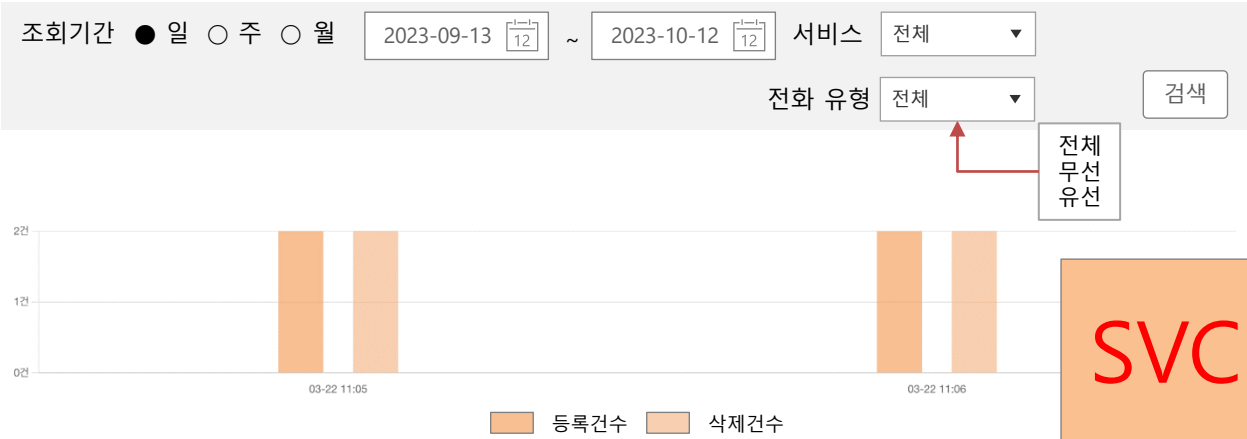 조회기간 ● 일 ○ 주 ○ 월 2023-09-13 12 ~ 2023-10-12 12 서비스 전체 ▼
전화 유형 전체 ▼ 검색
전체
무선
유선
2건
1건
0건
03-22 11:05 03-22 11:06
등록건수 삭제건수
SVC